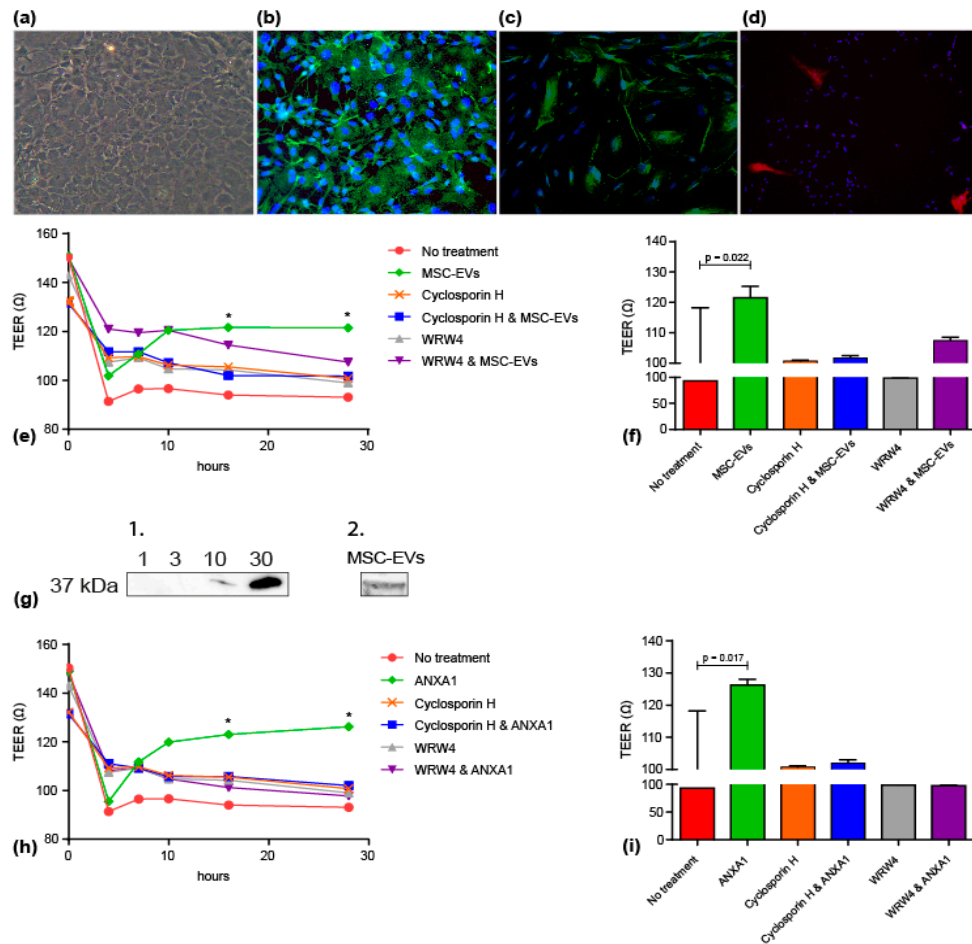 (a) (b) (c) (d)
160
140
120
100
80
TEER (Ω)
0 10 20 30
hours
* *
No treatment
MSC-EVs
Cyclosporin H
Cyclosporin H & MSC-EVs
WRW4
WRW4 & MSC-EVs
(e)
140
130
120
110
100
100
50
0
TEER (Ω)
p = 0.022
No treatment
MSC-EVs
Cyclosporin H
Cyclosporin H & MSC-EVs
WRW4
WRW4 & MSC-EVs
(f)
1. 2.
1 3 10 30 MSC-EVs
37 kDa
(g)
160
140
120
100
80
TEER (Ω)
0 10 20 30
hours
* *
No treatment
ANXA1
Cyclosporin H
Cyclosporin H & ANXA1
WRW4
WRW4 & ANXA1
(h)
140
130
120
110
100
100
50
0
TEER (Ω)
p = 0.017
No treatment
ANXA1
Cyclosporin H
Cyclosporin H & ANXA1
WRW4
WRW4 & ANXA1
(i)